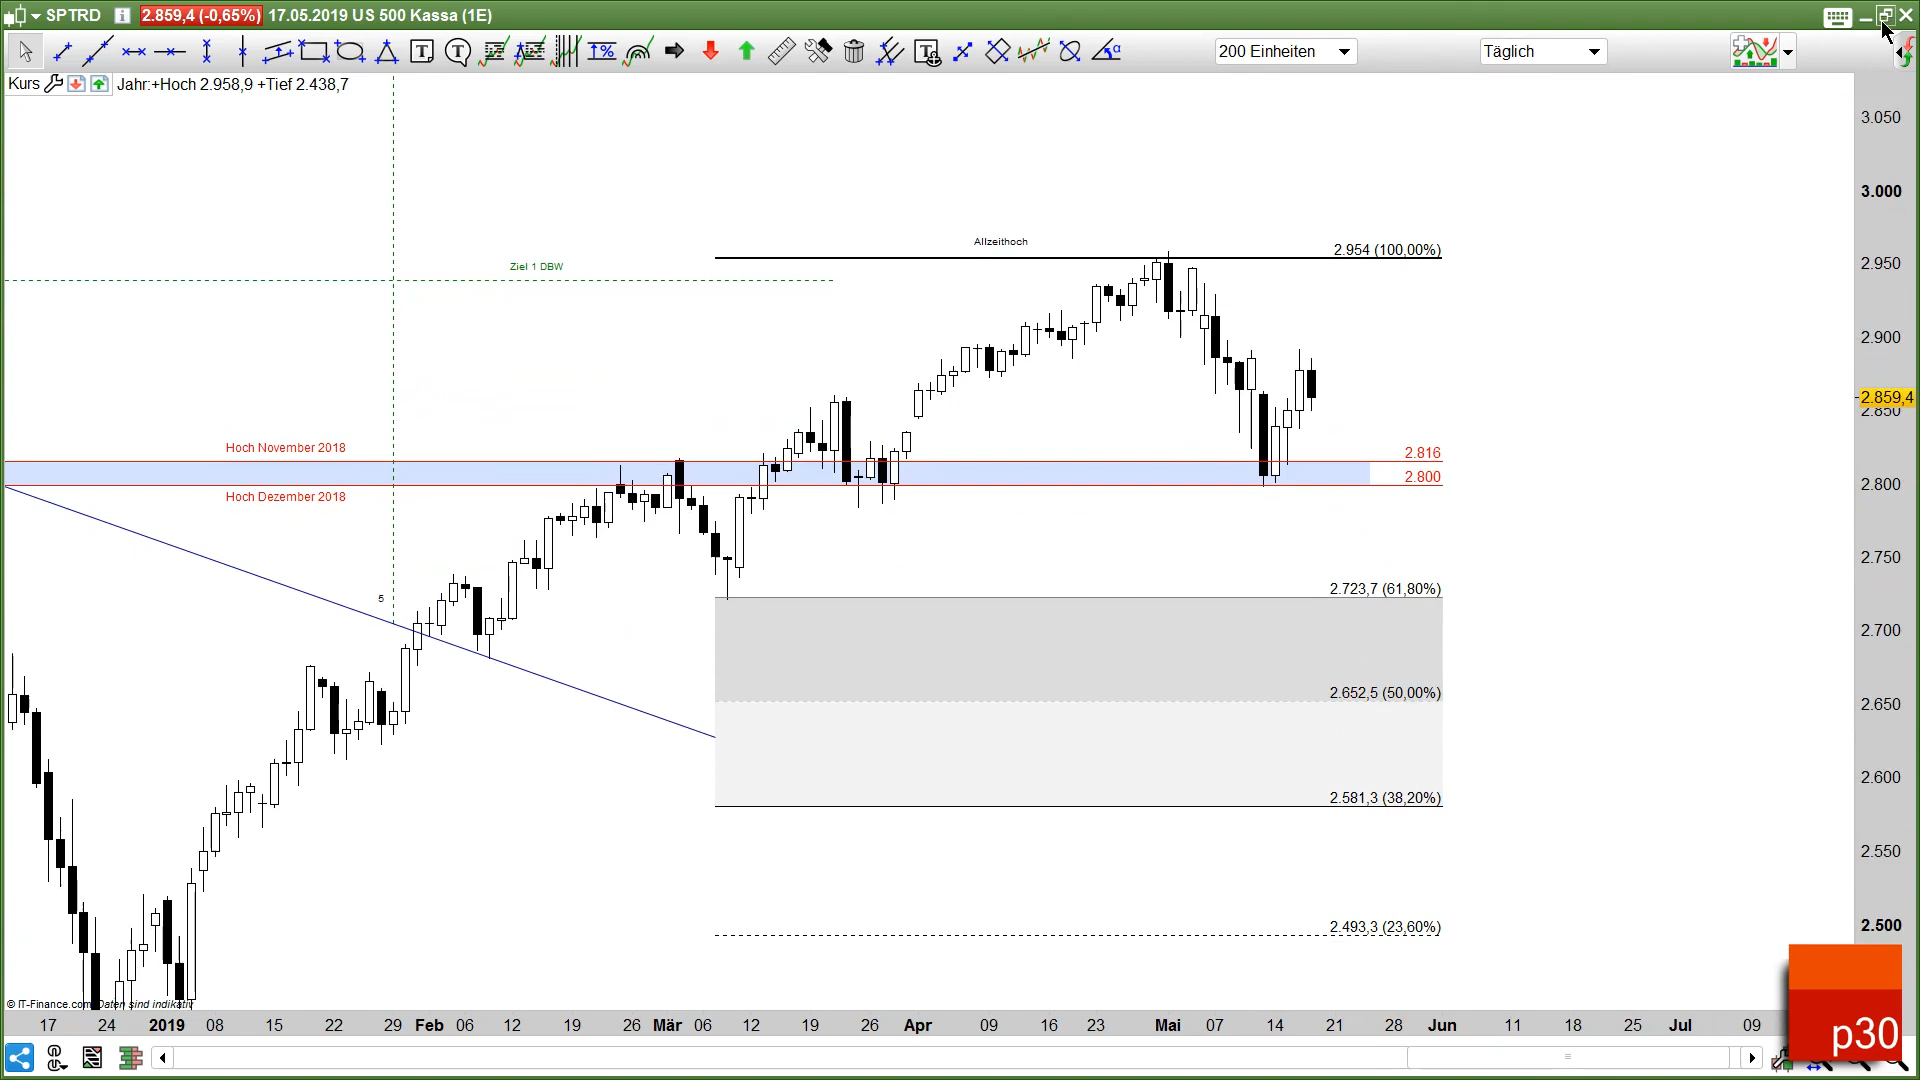 SPTRD 2.859,4 (-0,65%) 17.05.2019 US 500 Kassa (1E)
200 Einheiten Täglich
Kurs Jahr:+Hoch 2.958,9 +Tief 2.438,7
3.050
3.000
Allzeithoch
2.954 (100,00%)
Ziel 1 DBW
2.950
2.900
2.859,4
2.850
Hoch November 2018
2.816
2.800
2.800
Hoch Dezember 2018
2.750
2.723,7 (61,80%)
5
2.700
2.652,5 (50,00%)
2.650
2.600
2.581,3 (38,20%)
2.550
2.493,3 (23,60%)
2.500
© IT-Finance.com Daten sind indikativ
17 24 2019 08 15 22 29 Feb 06 12 19 26 Mär 06 12 19 26 Apr 09 16 23 Mai 07 14 21 28 Jun 11 18 25 Jul 09
p30